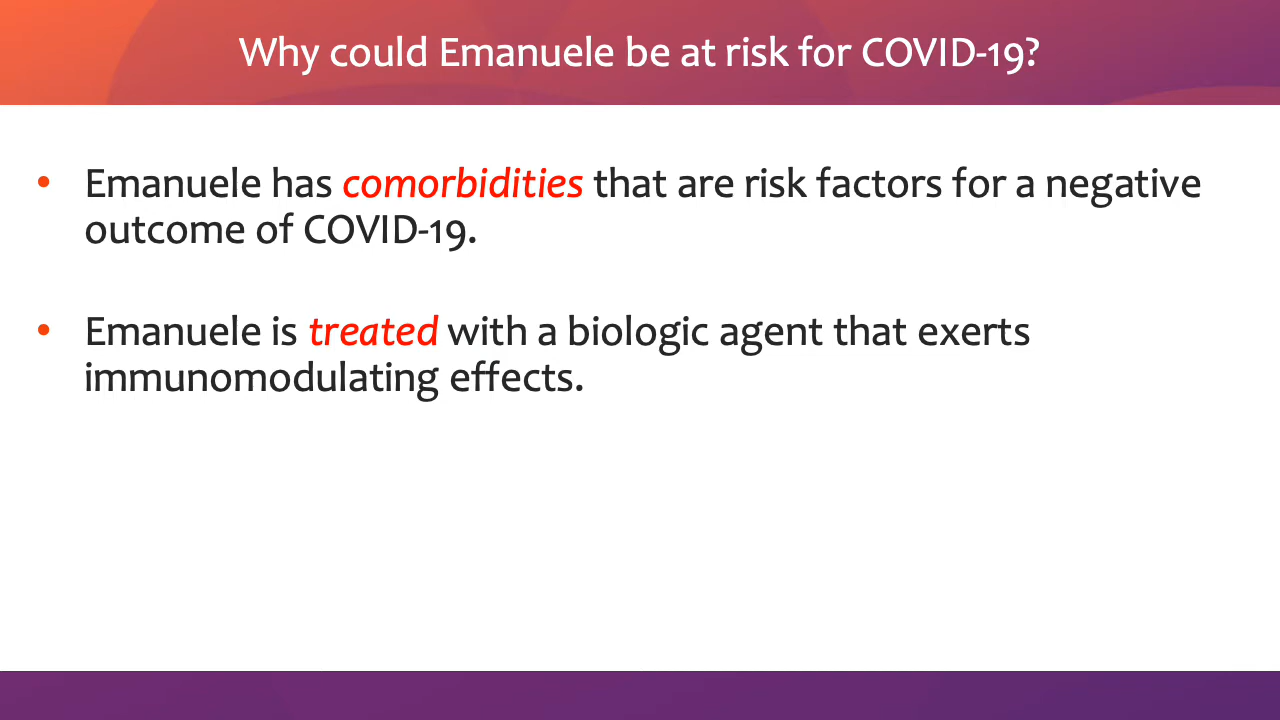 Why could Emanuele be at risk for COVID-19?
• Emanuele has comorbidities that are risk factors for a negative
outcome of COVID-19.
• Emanuele is treated with a biologic agent that exerts
immunomodulating effects.